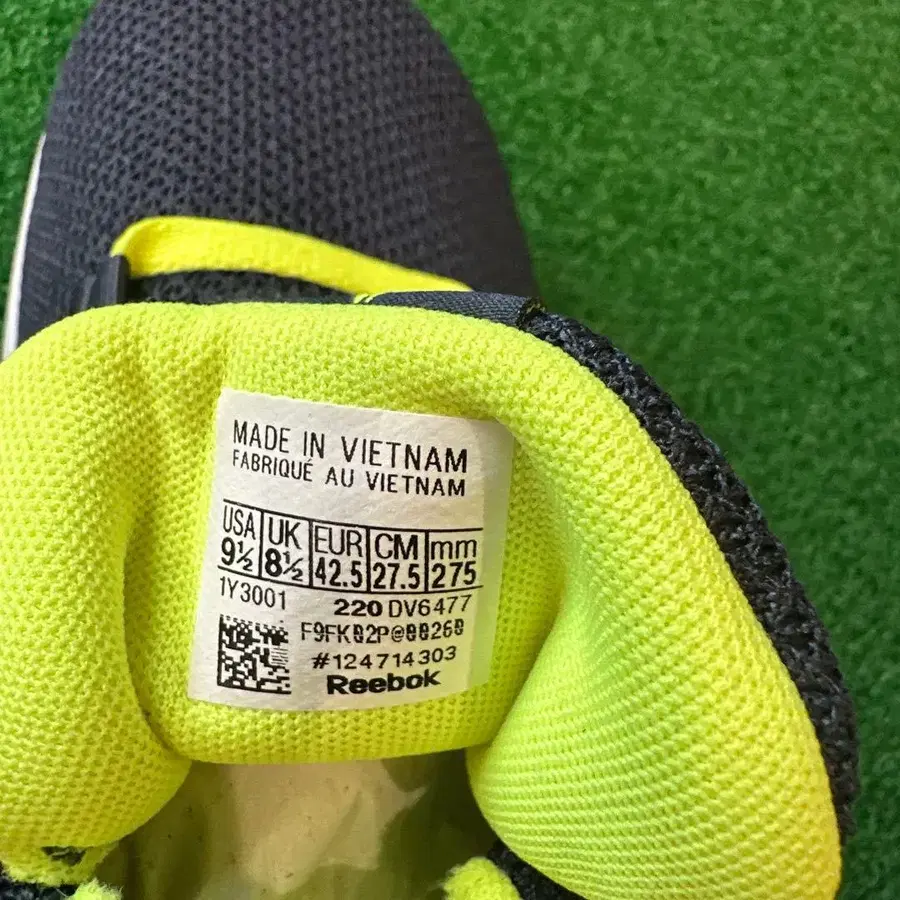 MADE IN VIETNAM
FABRIQUÉ AU VIETNAM
USA UK EUR CM mm
9½ 8½ 42.5 27.5 275
1Y3001 220 DV6477
F9FK02P@00260
#124714303
Reebok